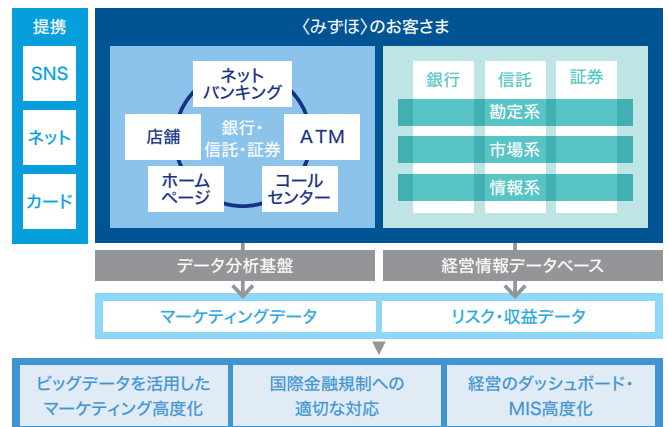 提携
SNS
ネット
カード
〈みずほ〉のお客さま
ネット
バンキング
店舗
銀行・
信託・証券
ATM
ホーム
ページ
コール
センター
銀行
信託
証券
勘定系
市場系
情報系
データ分析基盤
経営情報データベース
マーケティングデータ
リスク・収益データ
ビッグデータを活用した
マーケティング高度化
国際金融規制への
適切な対応
経営のダッシュボード・
MIS高度化